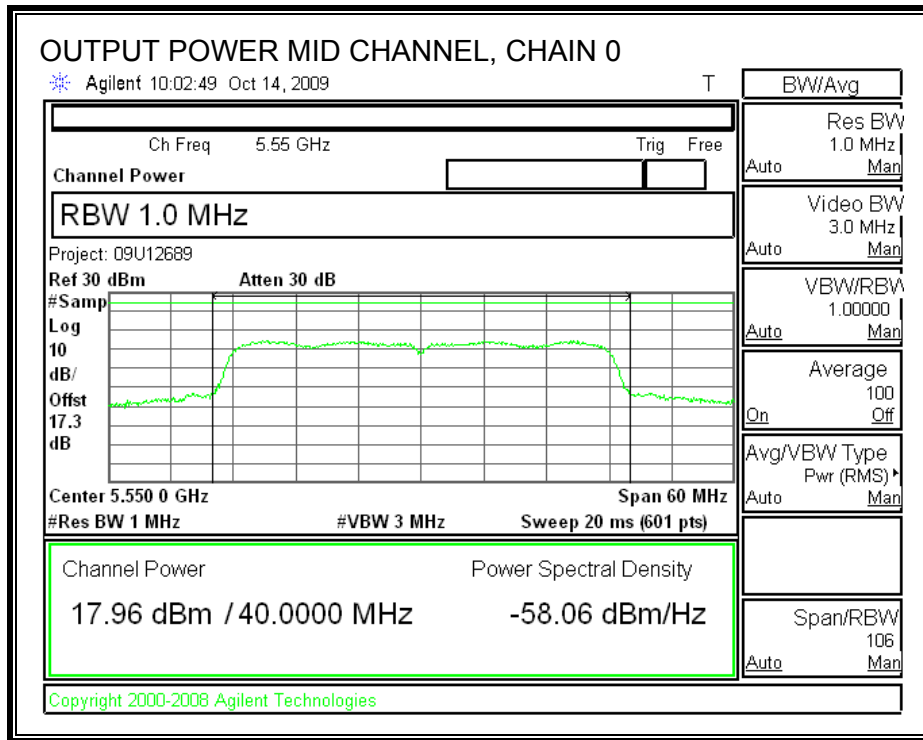 OUTPUT POWER MID CHANNEL, CHAIN 0
Agilent 10:02:49 Oct 14, 2009 T
Ch Freq 5.55 GHz Trig Free
Channel Power
RBW 1.0 MHz
Project: 09U12689
Ref 30 dBm Atten 30 dB
#Samp
Log
10
dB/
Offst
17.3
dB
Center 5.550 0 GHz Span 60 MHz
#Res BW 1 MHz #VBW 3 MHz Sweep 20 ms (601 pts)
Channel Power Power Spectral Density
17.96 dBm / 40.0000 MHz -58.06 dBm/Hz
Copyright 2000-2008 Agilent Technologies
BW/Avg
Res BW
1.0 MHz
Auto Man
Video BW
3.0 MHz
Auto Man
VBW/RBW
1.00000
Auto Man
Average
100
On Off
Avg/VBW Type
Pwr (RMS)
Auto Man
Span/RBW
106
Auto Man